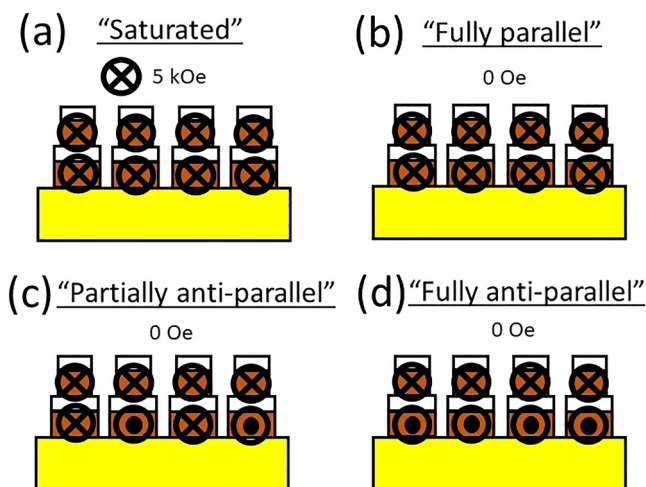 (a) “Saturated”
5 kOe
(b) “Fully parallel”
0 Oe
(c) “Partially anti-parallel”
0 Oe
(d) “Fully anti-parallel”
0 Oe